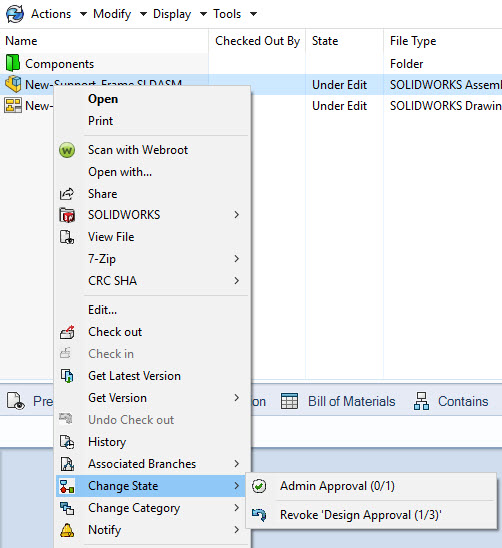 Actions Modify Display Tools
Name Checked Out By State File Type
Components Folder
New-Support-Frame.SLDASM Under Edit SOLIDWORKS Assem
New- Under Edit SOLIDWORKS Drawin
Open
Print
Scan with Webroot
Open with...
Share
SOLIDWORKS
View File
7-Zip
CRC SHA
Edit...
Check out
Check in
Get Latest Version
Pre on Bill of Materials Contains
Get Version
Undo Check out
History
Associated Branches
Change State
Admin Approval (0/1)
Change Category
Revoke 'Design Approval (1/3)'
Notify